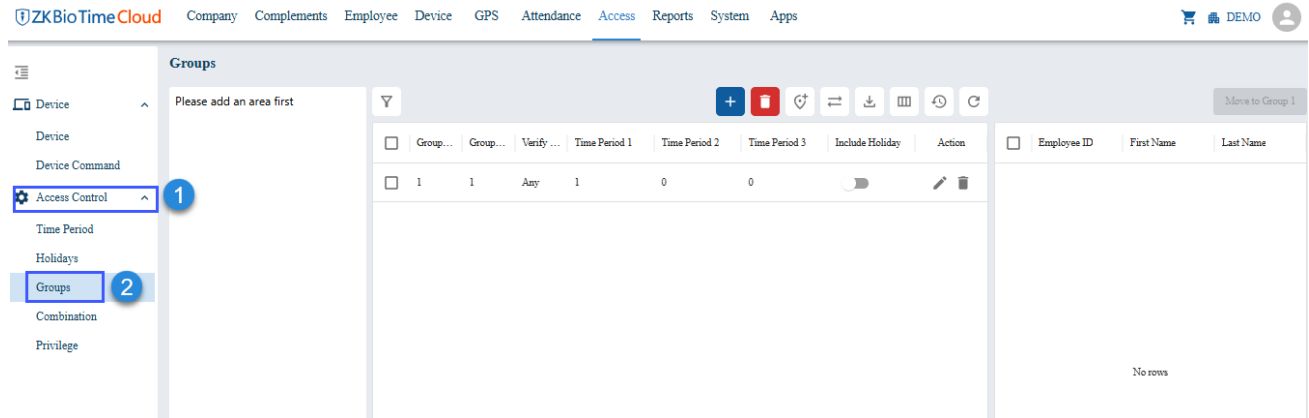 ZKBioTime Cloud Company Complements Employee Device GPS Attendance Access Reports System Apps DEMO
Groups
Device
Device
Device Command
Access Control 1
Time Period
Holidays
Groups 2
Combination
Privilege
Please add an area first
Move to Group 1
Group... Group... Verify ... Time Period 1 Time Period 2 Time Period 3 Include Holiday Action
1 1 Any 1 0 0
Employee ID First Name Last Name
No rows